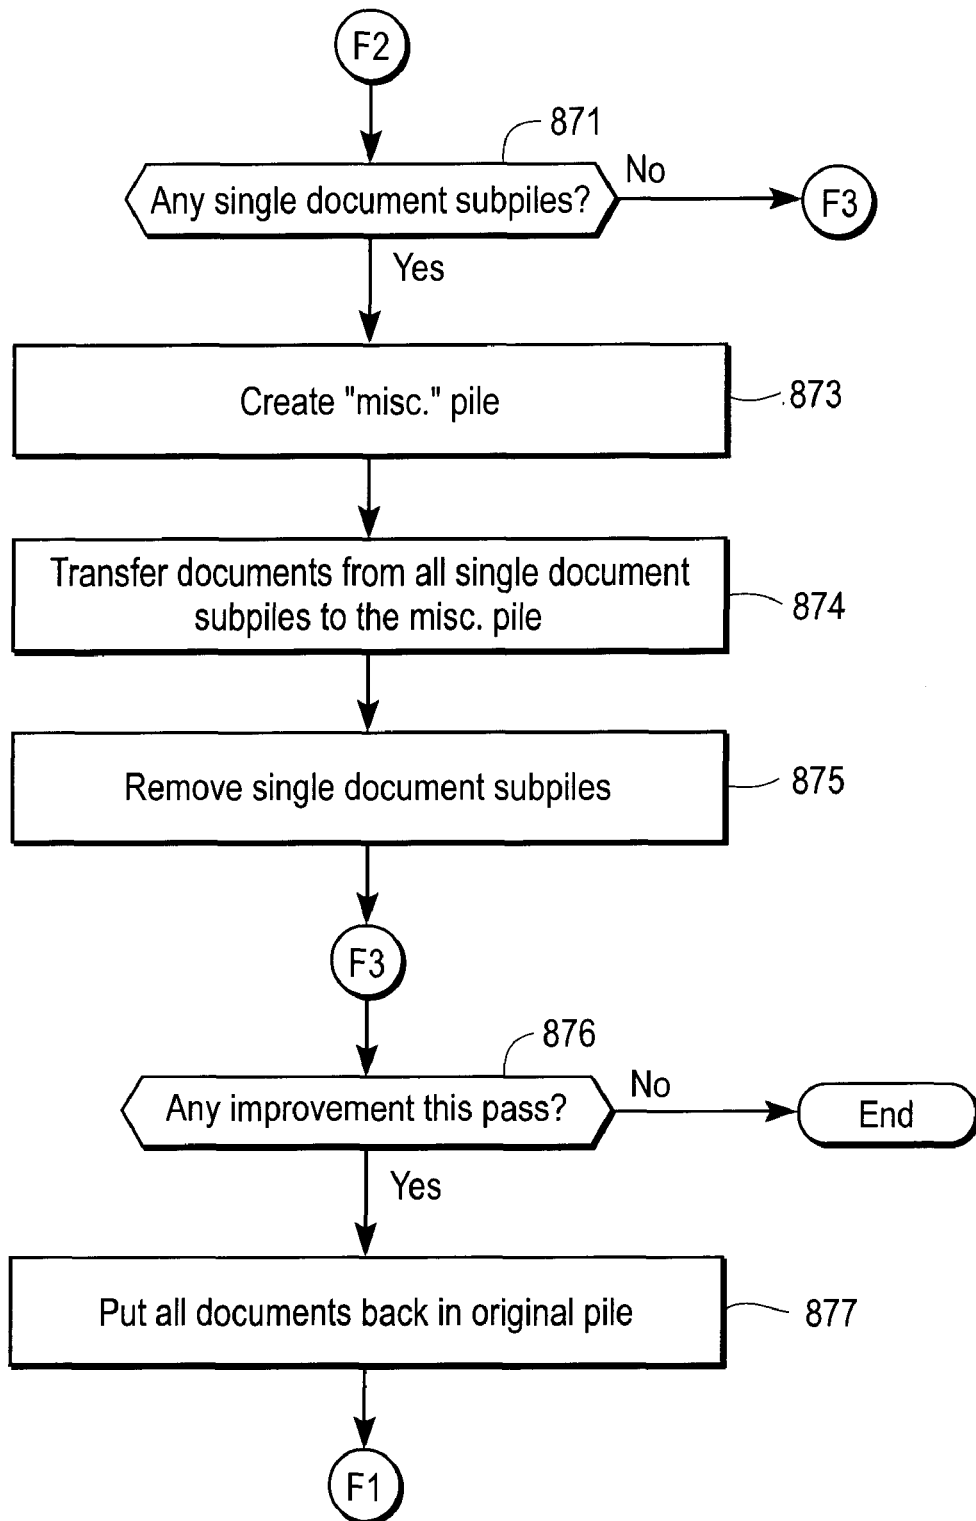 F2
871
Any single document subpiles?
No
F3
Yes
Create "misc." pile
873
Transfer documents from all single document
subpiles to the misc. pile
874
Remove single document subpiles
875
F3
876
Any improvement this pass?
No
End
Yes
Put all documents back in original pile
877
F1